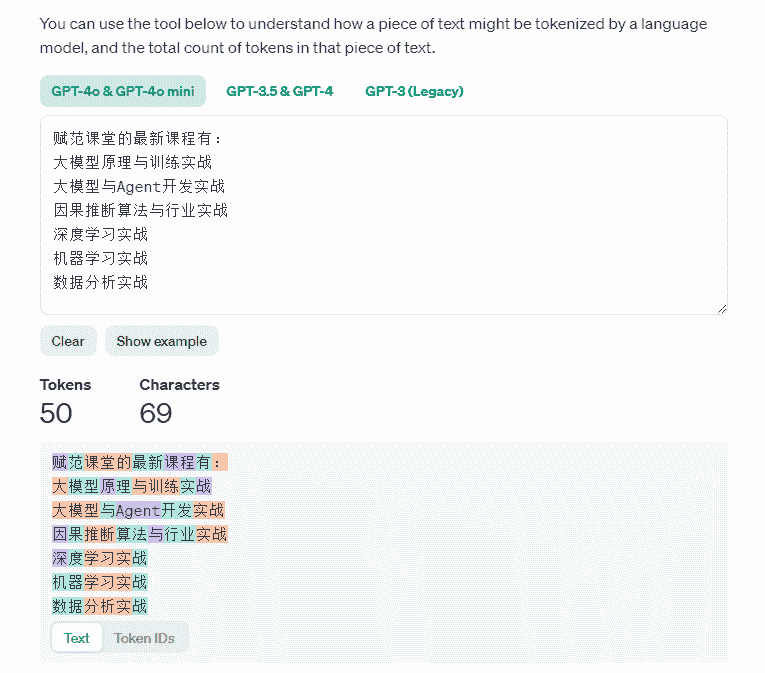 You can use the tool below to understand how a piece of text might be tokenized by a language
model, and the total count of tokens in that piece of text.
GPT-4o & GPT-4o mini GPT-3.5 & GPT-4 GPT-3 (Legacy)
赋范课堂的最新课程有：
大模型原理与训练实战
大模型与Agent开发实战
因果推断算法与行业实战
深度学习实战
机器学习实战
数据分析实战
Clear Show example
Tokens Characters
50 69
赋范课堂的最新课程有：
大模型原理与训练实战
大模型与Agent开发实战
因果推断算法与行业实战
深度学习实战
机器学习实战
数据分析实战
Text Token IDs